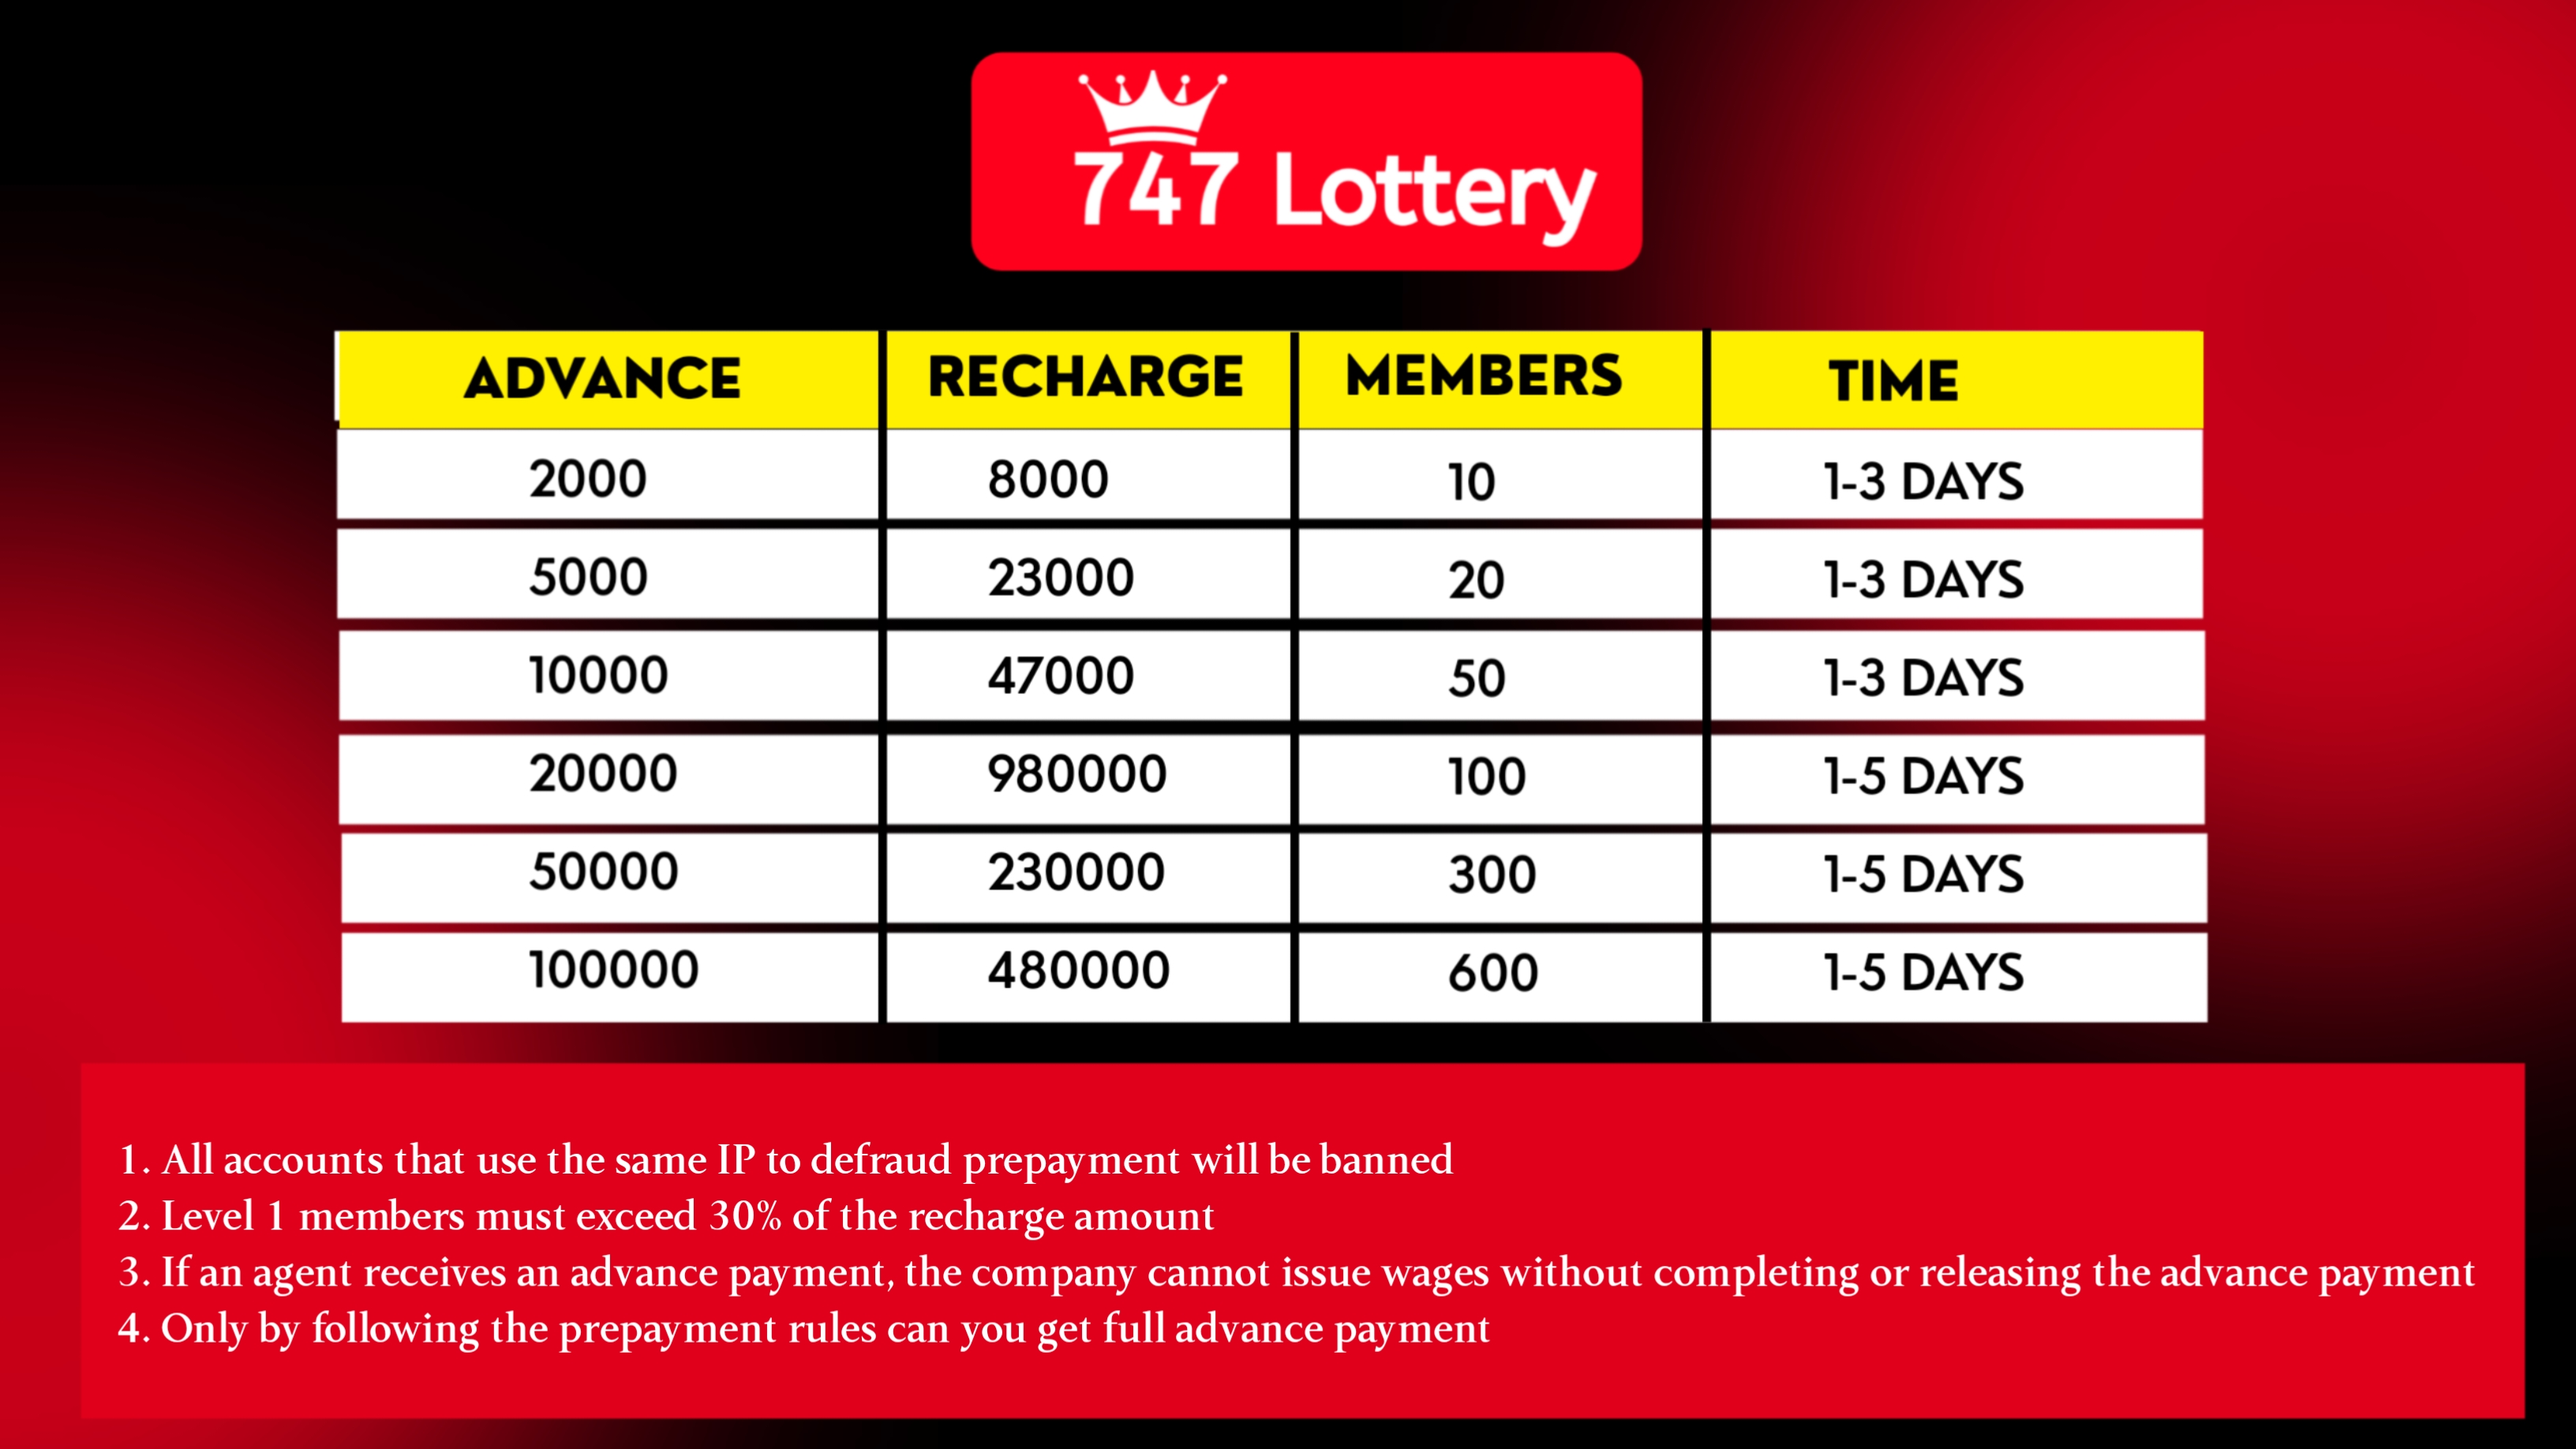 747 Lottery
ADVANCE RECHARGE MEMBERS TIME
2000 8000 10 1-3 DAYS
5000 23000 20 1-3 DAYS
10000 47000 50 1-3 DAYS
20000 980000 100 1-5 DAYS
50000 230000 300 1-5 DAYS
100000 480000 600 1-5 DAYS
1. All accounts that use the same IP to defraud prepayment will be banned
2. Level 1 members must exceed 30% of the recharge amount
3. If an agent receives an advance payment, the company cannot issue wages without completing or releasing the advance payment
4. Only by following the prepayment rules can you get full advance payment